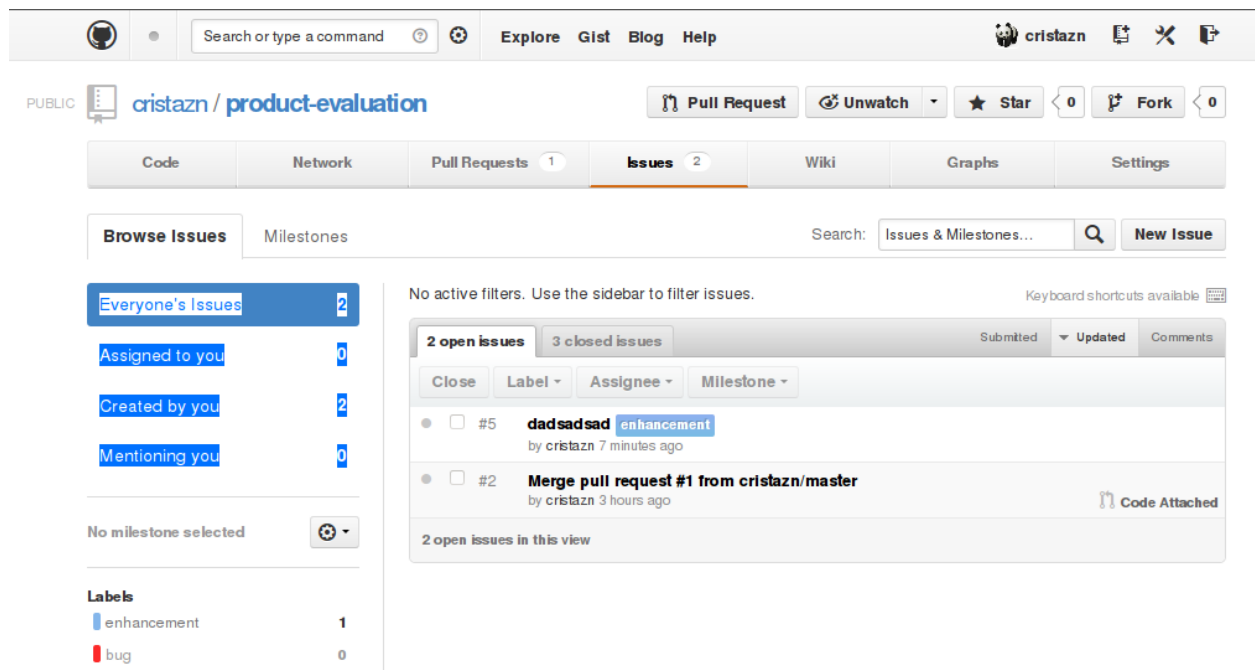 Search or type a command
Explore Gist Blog Help
cristazn
PUBLIC
cristazn / product-evaluation
Pull Request
Unwatch
Star
0
Fork
0
Code
Network
Pull Requests 1
Issues 2
Wiki
Graphs
Settings
Browse Issues
Milestones
Search:
Issues & Milestones...
New Issue
Everyone's Issues 2
Assigned to you 0
Created by you 2
Mentioning you 0
No milestone selected
Labels
enhancement 1
bug 0
No active filters. Use the sidebar to filter issues.
Keyboard shortcuts available
2 open issues
3 closed issues
Submitted
Updated
Comments
Close
Label
Assignee
Milestone
#5 dadsadsad enhancement
by cristazn 7 minutes ago
#2 Merge pull request #1 from cristazn/master
by cristazn 3 hours ago
Code Attached
2 open issues in this view